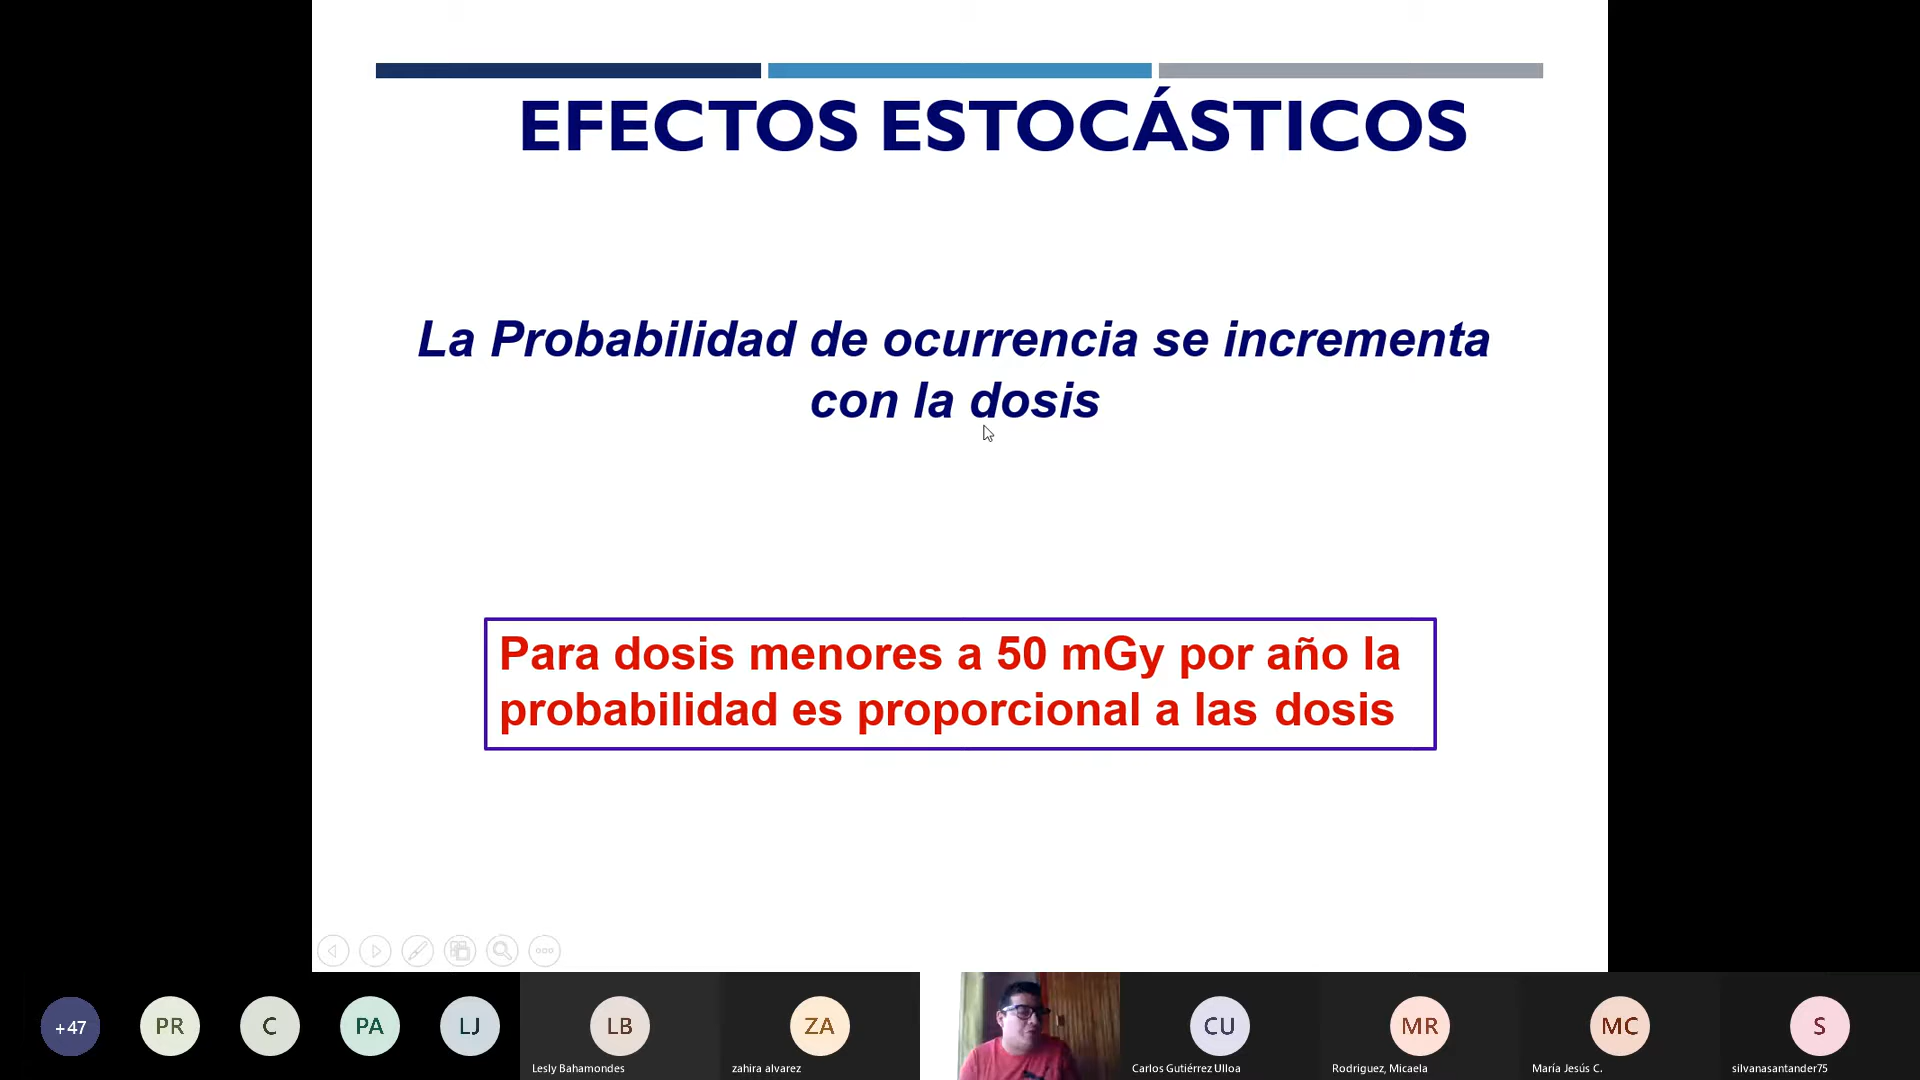 EFECTOS ESTOCÁSTICOS
La Probabilidad de ocurrencia se incrementa
con la dosis
Para dosis menores a 50 mGy por año la
probabilidad es proporcional a las dosis
+47
PR
C
PA
LJ
LB
Lesly Bahamondes
ZA
zahira alvarez
CU
Carlos Gutiérrez Ulloa
MR
Rodriguez, Micaela
MC
María Jesús C.
S
silvanasantander75